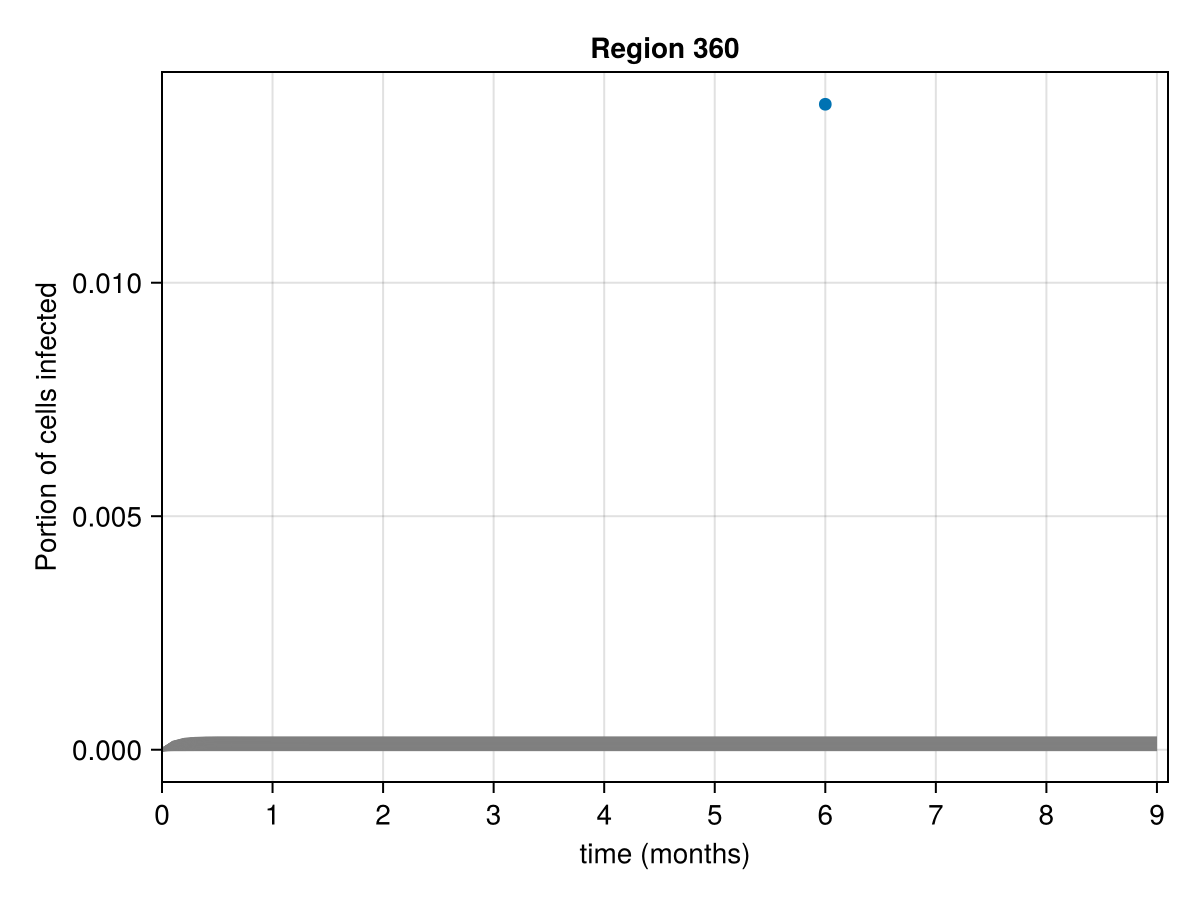 Region 360
Portion of cells infected
0.010
0.005
0.000
0 1 2 3 4 5 6 7 8 9
time (months)